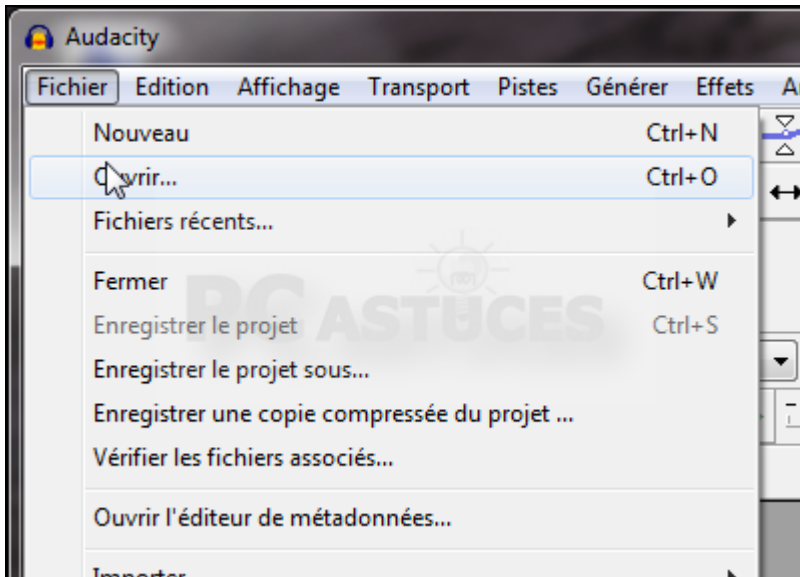 Audacity
Fichier Edition Affichage Transport Pistes Générer Effets
Nouveau Ctrl+N
Ouvrir... Ctrl+O
Fichiers récents...
Fermer Ctrl+W
Enregistrer le projet Ctrl+S
Enregistrer le projet sous...
Enregistrer une copie compressée du projet ...
Vérifier les fichiers associés...
Ouvrir l'éditeur de métadonnées...
Importer
PC ASTUCES